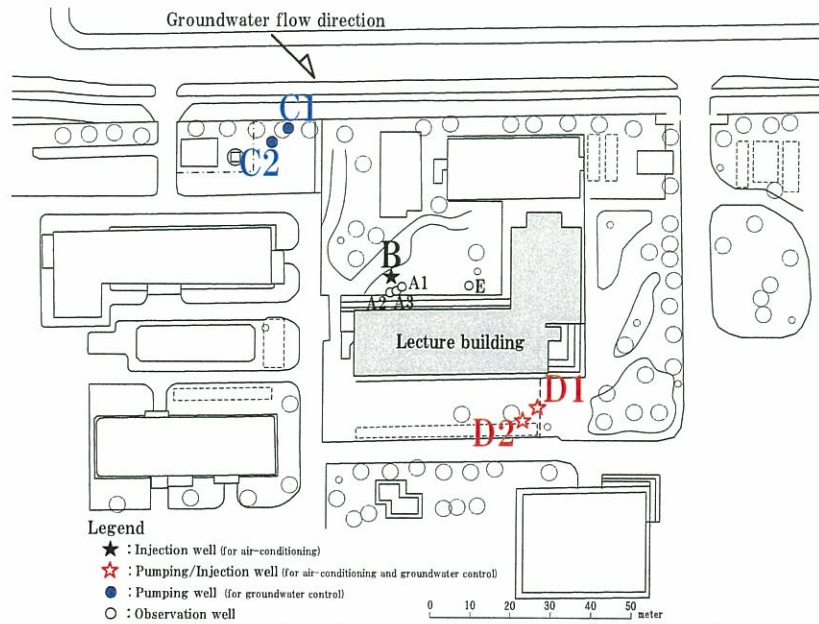 Groundwater flow direction
C1
C2
B
A1
E
A2 A3
Lecture building
D1
D2
Legend
★ : Injection well (for air-conditioning)
☆ : Pumping/Injection well (for air-conditioning and groundwater control)
● : Pumping well (for groundwater control)
○ : Observation well
0 10 20 30 40 50
meter